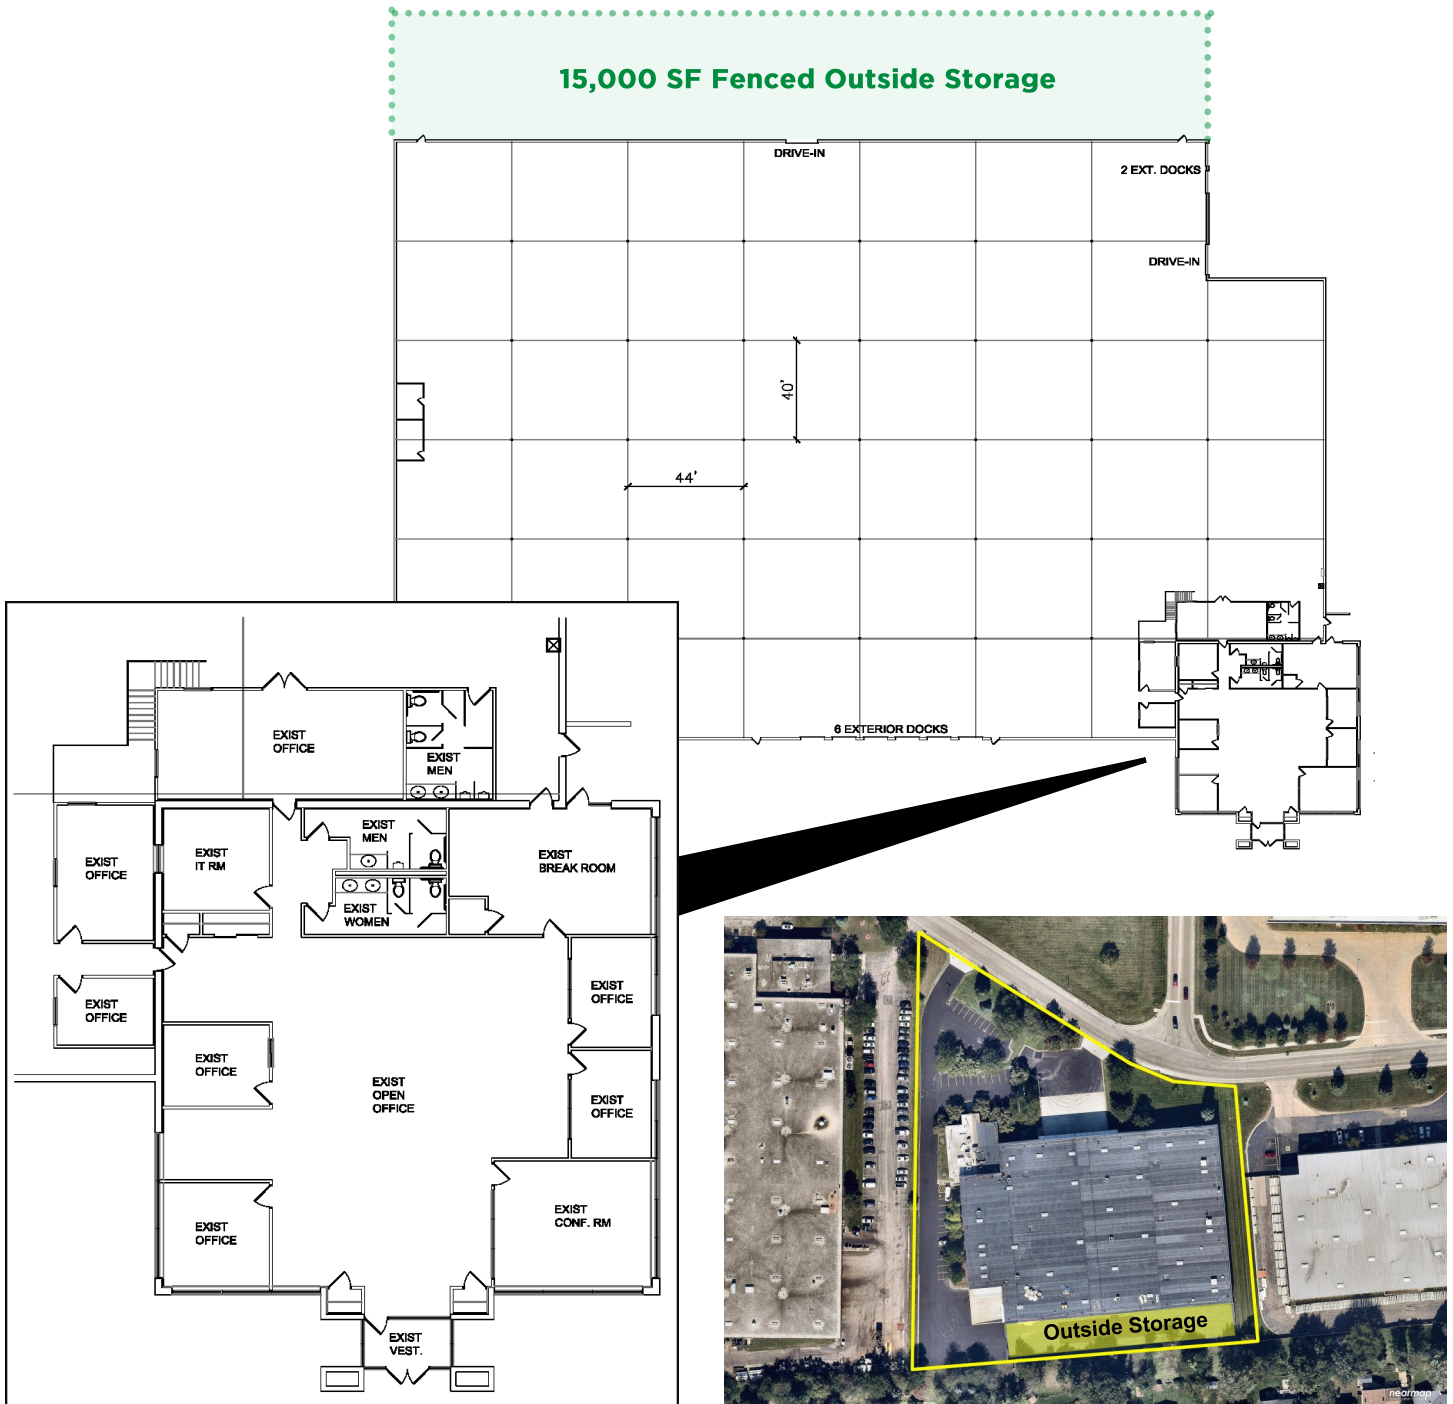 15,000 SF Fenced Outside Storage
DRIVE-IN
2 EXT. DOCKS
DRIVE-IN
40'
44'
6 EXTERIOR DOCKS
EXIST
OFFICE
EXIST
MEN
EXIST
MEN
EXIST
IT RM
EXIST
OFFICE
EXIST
BREAK ROOM
EXIST
WOMEN
EXIST
OFFICE
EXIST
OFFICE
EXIST
OFFICE
EXIST
OPEN
OFFICE
EXIST
OFFICE
EXIST
CONF. RM
EXIST
OFFICE
EXIST
VEST.
Outside Storage
nearmap